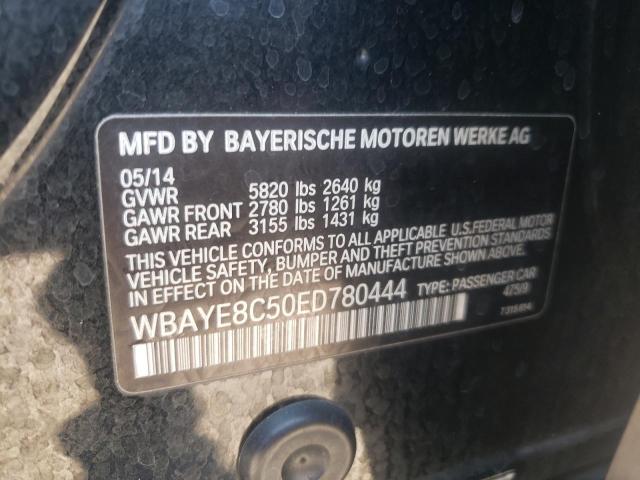 MFD BY BAYERISCHE MOTOREN WERKE AG
05/14
GVWR 5820 lbs 2640 kg
GAWR FRONT 2780 lbs 1261 kg
GAWR REAR 3155 lbs 1431 kg
THIS VEHICLE CONFORMS TO ALL APPLICABLE U.S.FEDERAL MOTOR
VEHICLE SAFETY, BUMPER AND THEFT PREVENTION STANDARDS
IN EFFECT ON THE DATE OF MANUFACTURE SHOWN ABOVE.
WBAYE8C50ED780444 TYPE: PASSENGER CAR